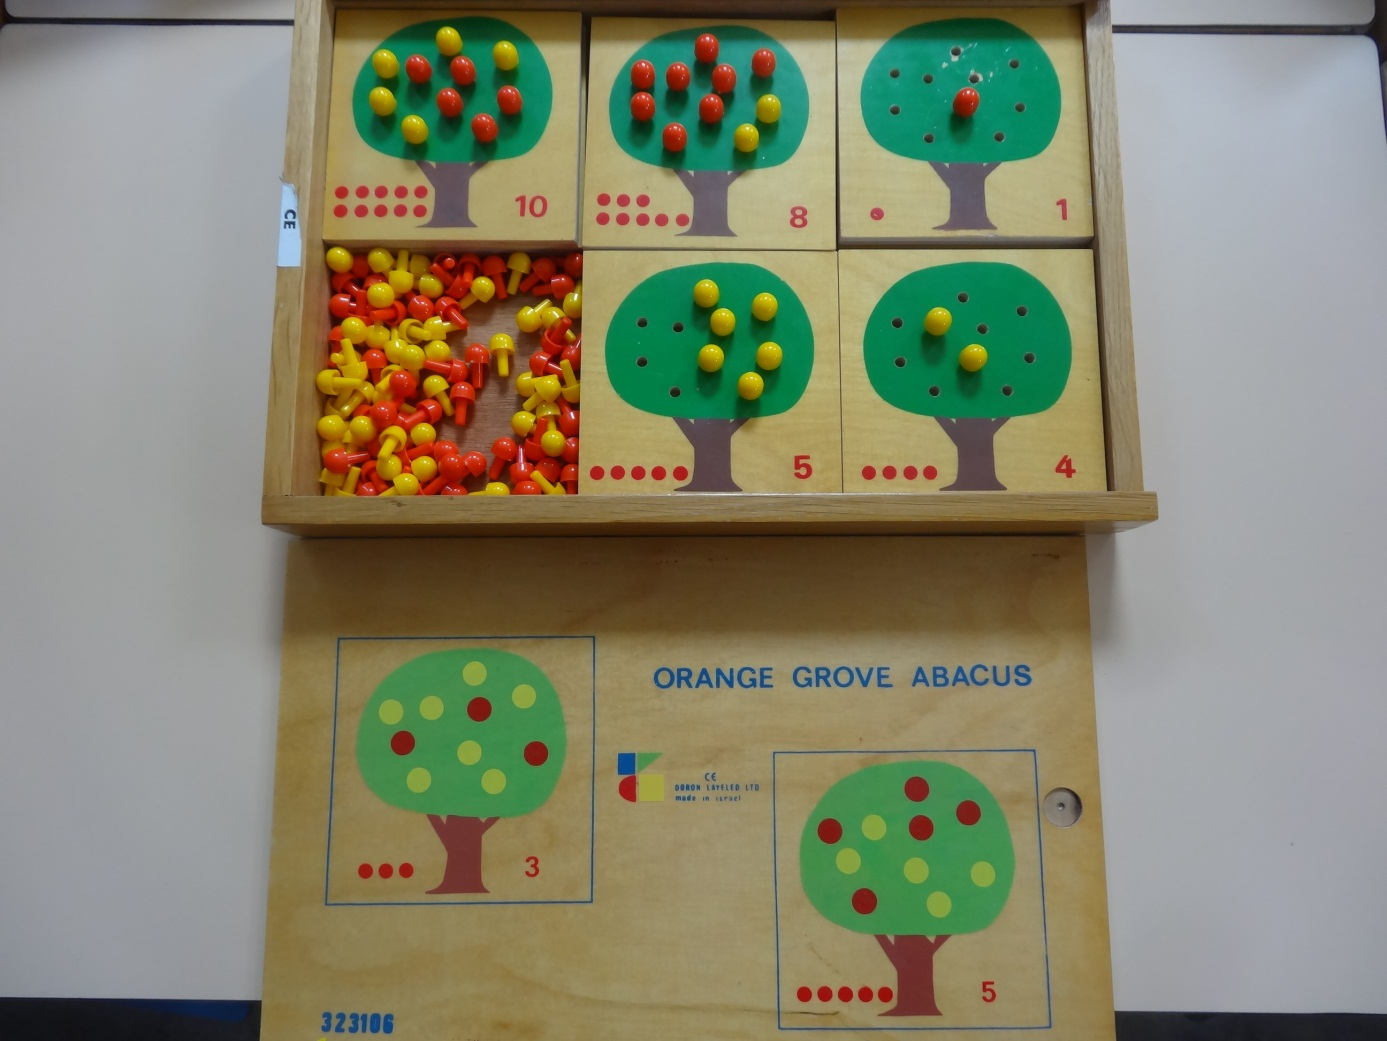 CE
10
8
1
5
4
ORANGE GROVE ABACUS
CE
DORON LAYELED LTD
made in israel
3
5
323106